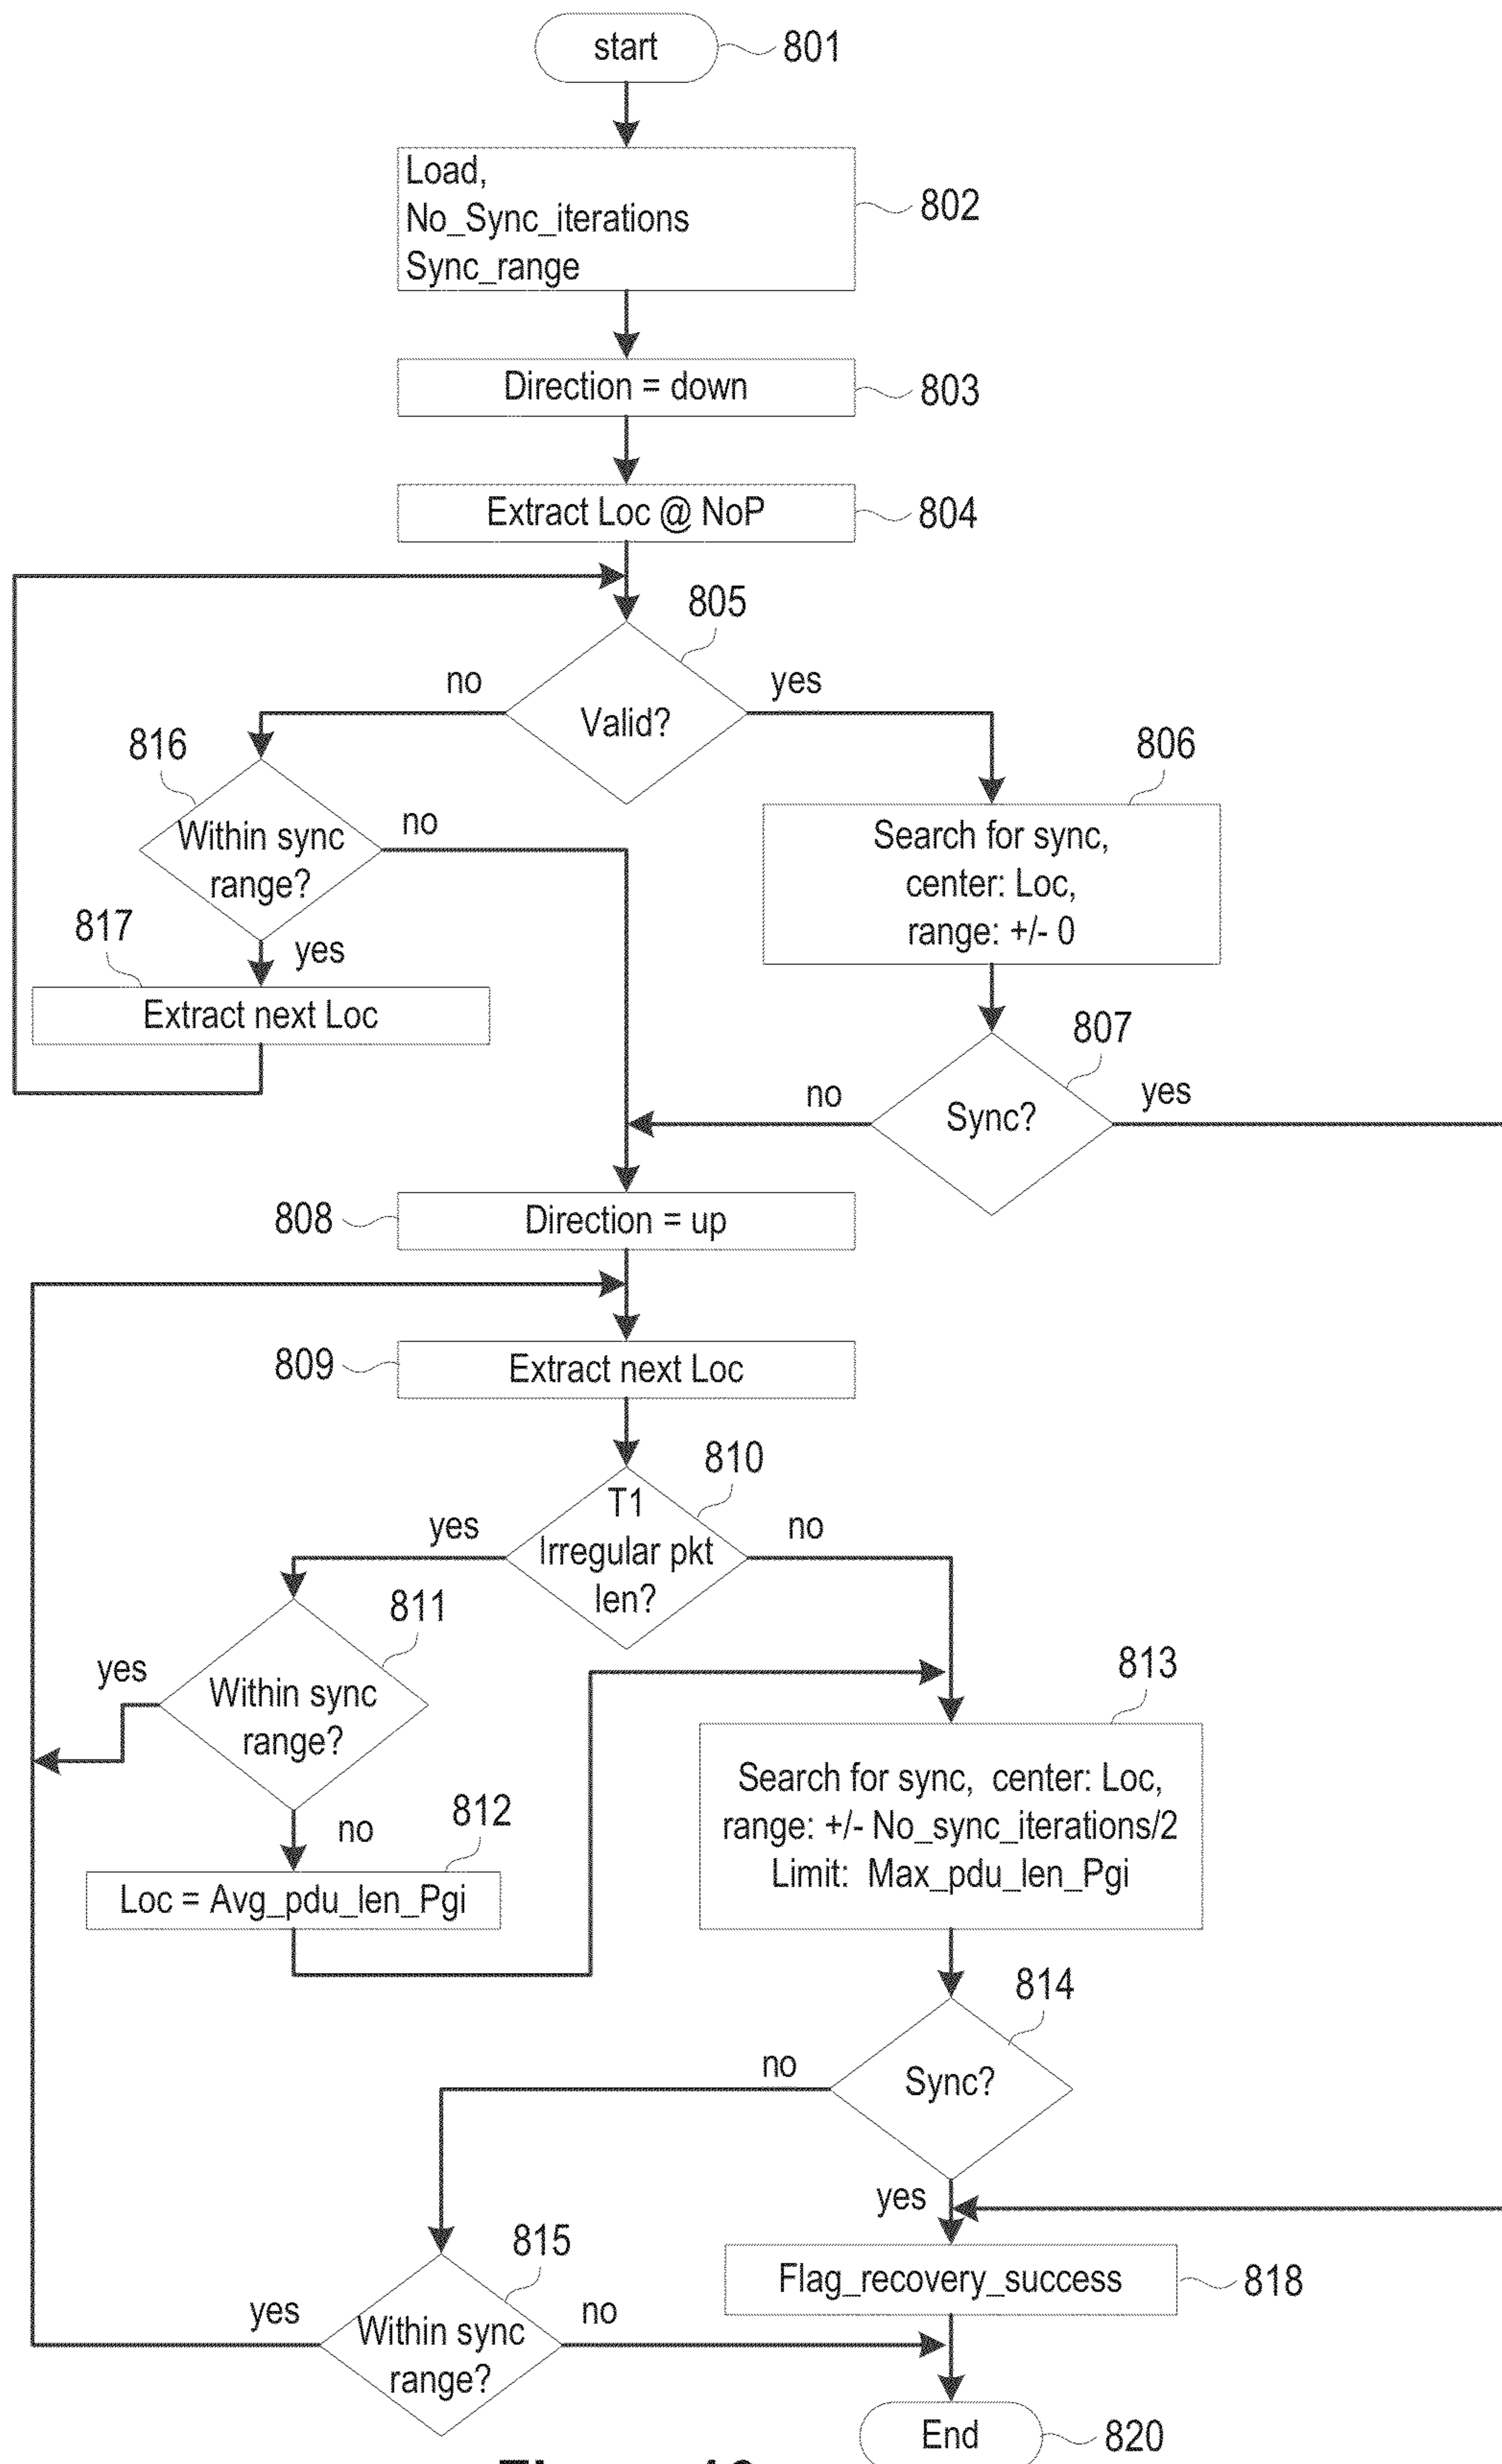 start
801
Load,
No_Sync_iterations
Sync_range
802
Direction = down
803
Extract Loc @ NoP
804
805
no
yes
Valid?
816
806
Within sync
range?
no
Search for sync,
center: Loc,
range: +/- 0
817
yes
Extract next Loc
807
no
yes
Sync?
808
Direction = up
809
Extract next Loc
810
T1
Irregular pkt
len?
yes
no
811
yes
Within sync
range?
813
Search for sync, center: Loc,
range: +/- No_sync_iterations/2
Limit: Max_pdu_len_Pgi
no
812
Loc = Avg_pdu_len_Pgi
814
no
Sync?
yes
815
Flag_recovery_success
818
yes
no
Within sync
range?
End
820